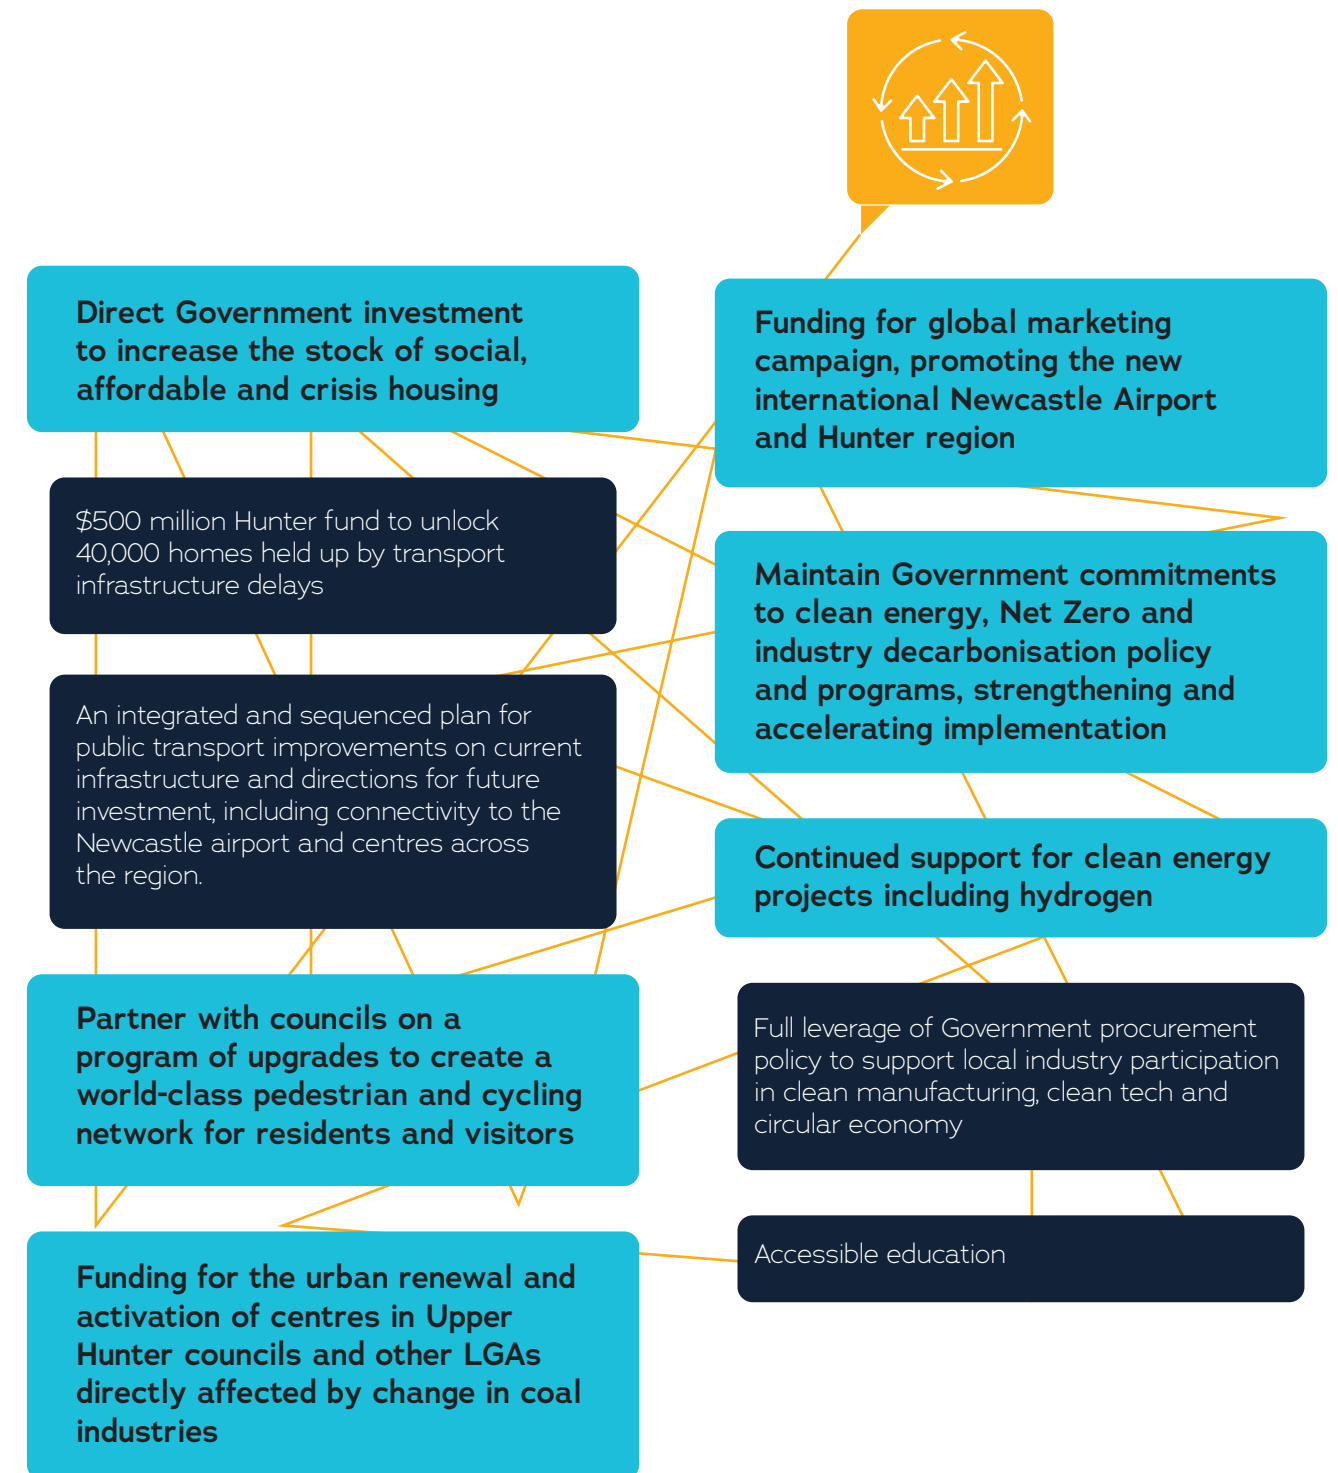 Direct Government investment
to increase the stock of social,
affordable and crisis housing
$500 million Hunter fund to unlock
40,000 homes held up by transport
infrastructure delays
An integrated and sequenced plan for
public transport improvements on current
infrastructure and directions for future
investment, including connectivity to the
Newcastle airport and centres across
the region.
Partner with councils on a
program of upgrades to create a
world-class pedestrian and cycling
network for residents and visitors
Funding for the urban renewal and
activation of centres in Upper
Hunter councils and other LGAs
directly affected by change in coal
industries
Funding for global marketing
campaign, promoting the new
international Newcastle Airport
and Hunter region
Maintain Government commitments
to clean energy, Net Zero and
industry decarbonisation policy
and programs, strengthening and
accelerating implementation
Continued support for clean energy
projects including hydrogen
Full leverage of Government procurement
policy to support local industry participation
in clean manufacturing, clean tech and
circular economy
Accessible education